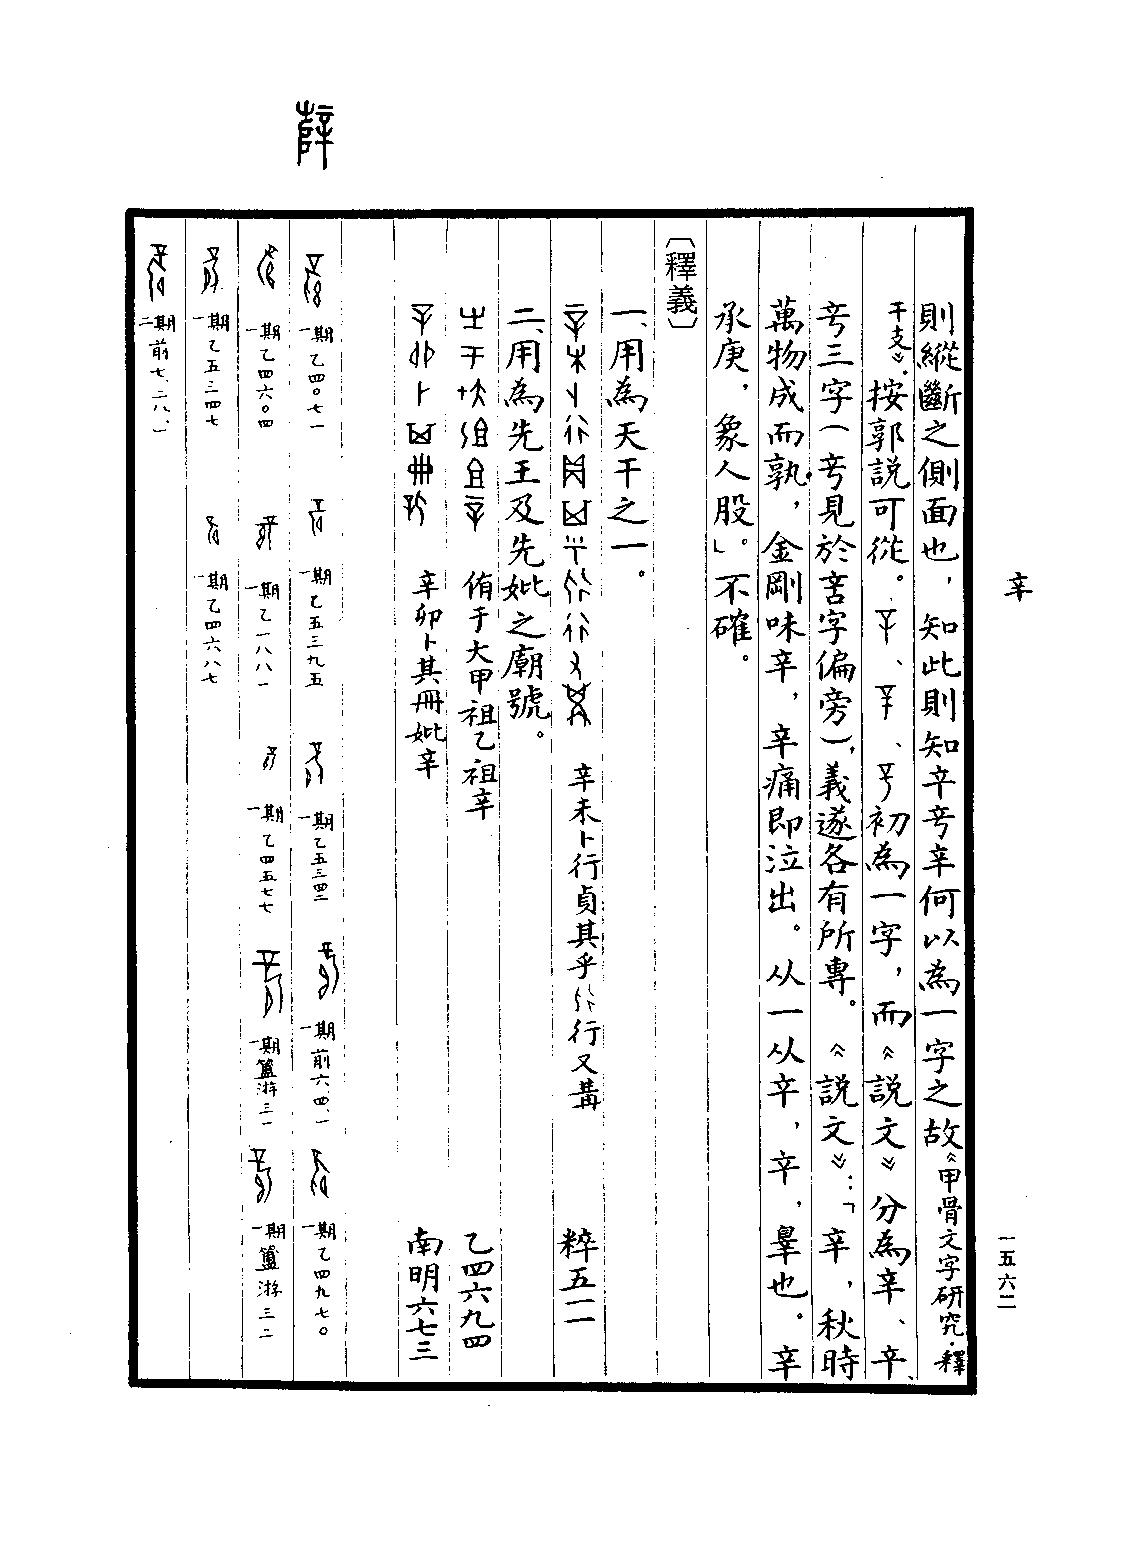 辛
一五六二
則縱斷之側面也，知此則知䇂䇂辛何以為一字之故《甲骨文字研究·釋
干支》。按郭説可從。、、初為一字，而《説文》分為辛、䇂、
三字（見於言字偏旁），義遂各有所專。《説文》：「辛，秋時
萬物成而孰，金剛味辛，辛痛即泣出。从一从䇂，䇂，辠也。辛
承庚，象人股。」不確。
〔釋義〕
一、用為天干之一。
辛未卜行貞其乎行又冓 粹五一一
二、用為先王及先妣之廟號。
侑于大甲祖乙祖辛 乙四六九四
辛卯卜其冊妣辛 南明六七三
薛
一期乙四〇七一 一期乙五三九五 一期乙五三四三 一期前六、四、一 一期乙四九七〇
一期乙四六〇四 一期乙一八八一 一期乙四五七七 一期簠游三一 一期簠游三二
一期乙五三四七 一期乙四六八七
二期前七、二八、一